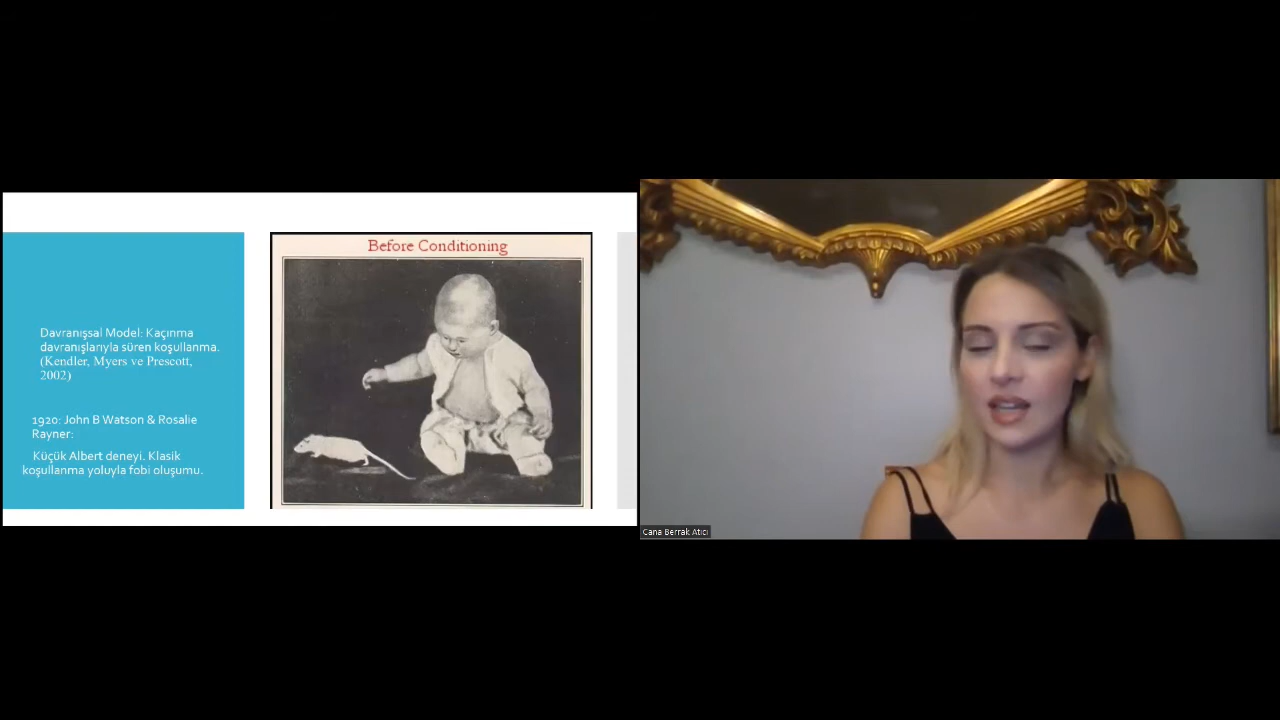 Davranışsal Model: Kaçınma
davranışlarıyla süren koşullanma.
(Kendler, Myers ve Prescott,
2002)
1920: John B Watson & Rosalie
Rayner:
Küçük Albert deneyi. Klasik
koşullanma yoluyla fobi oluşumu.
Before Conditioning
Cana Berrak Atici